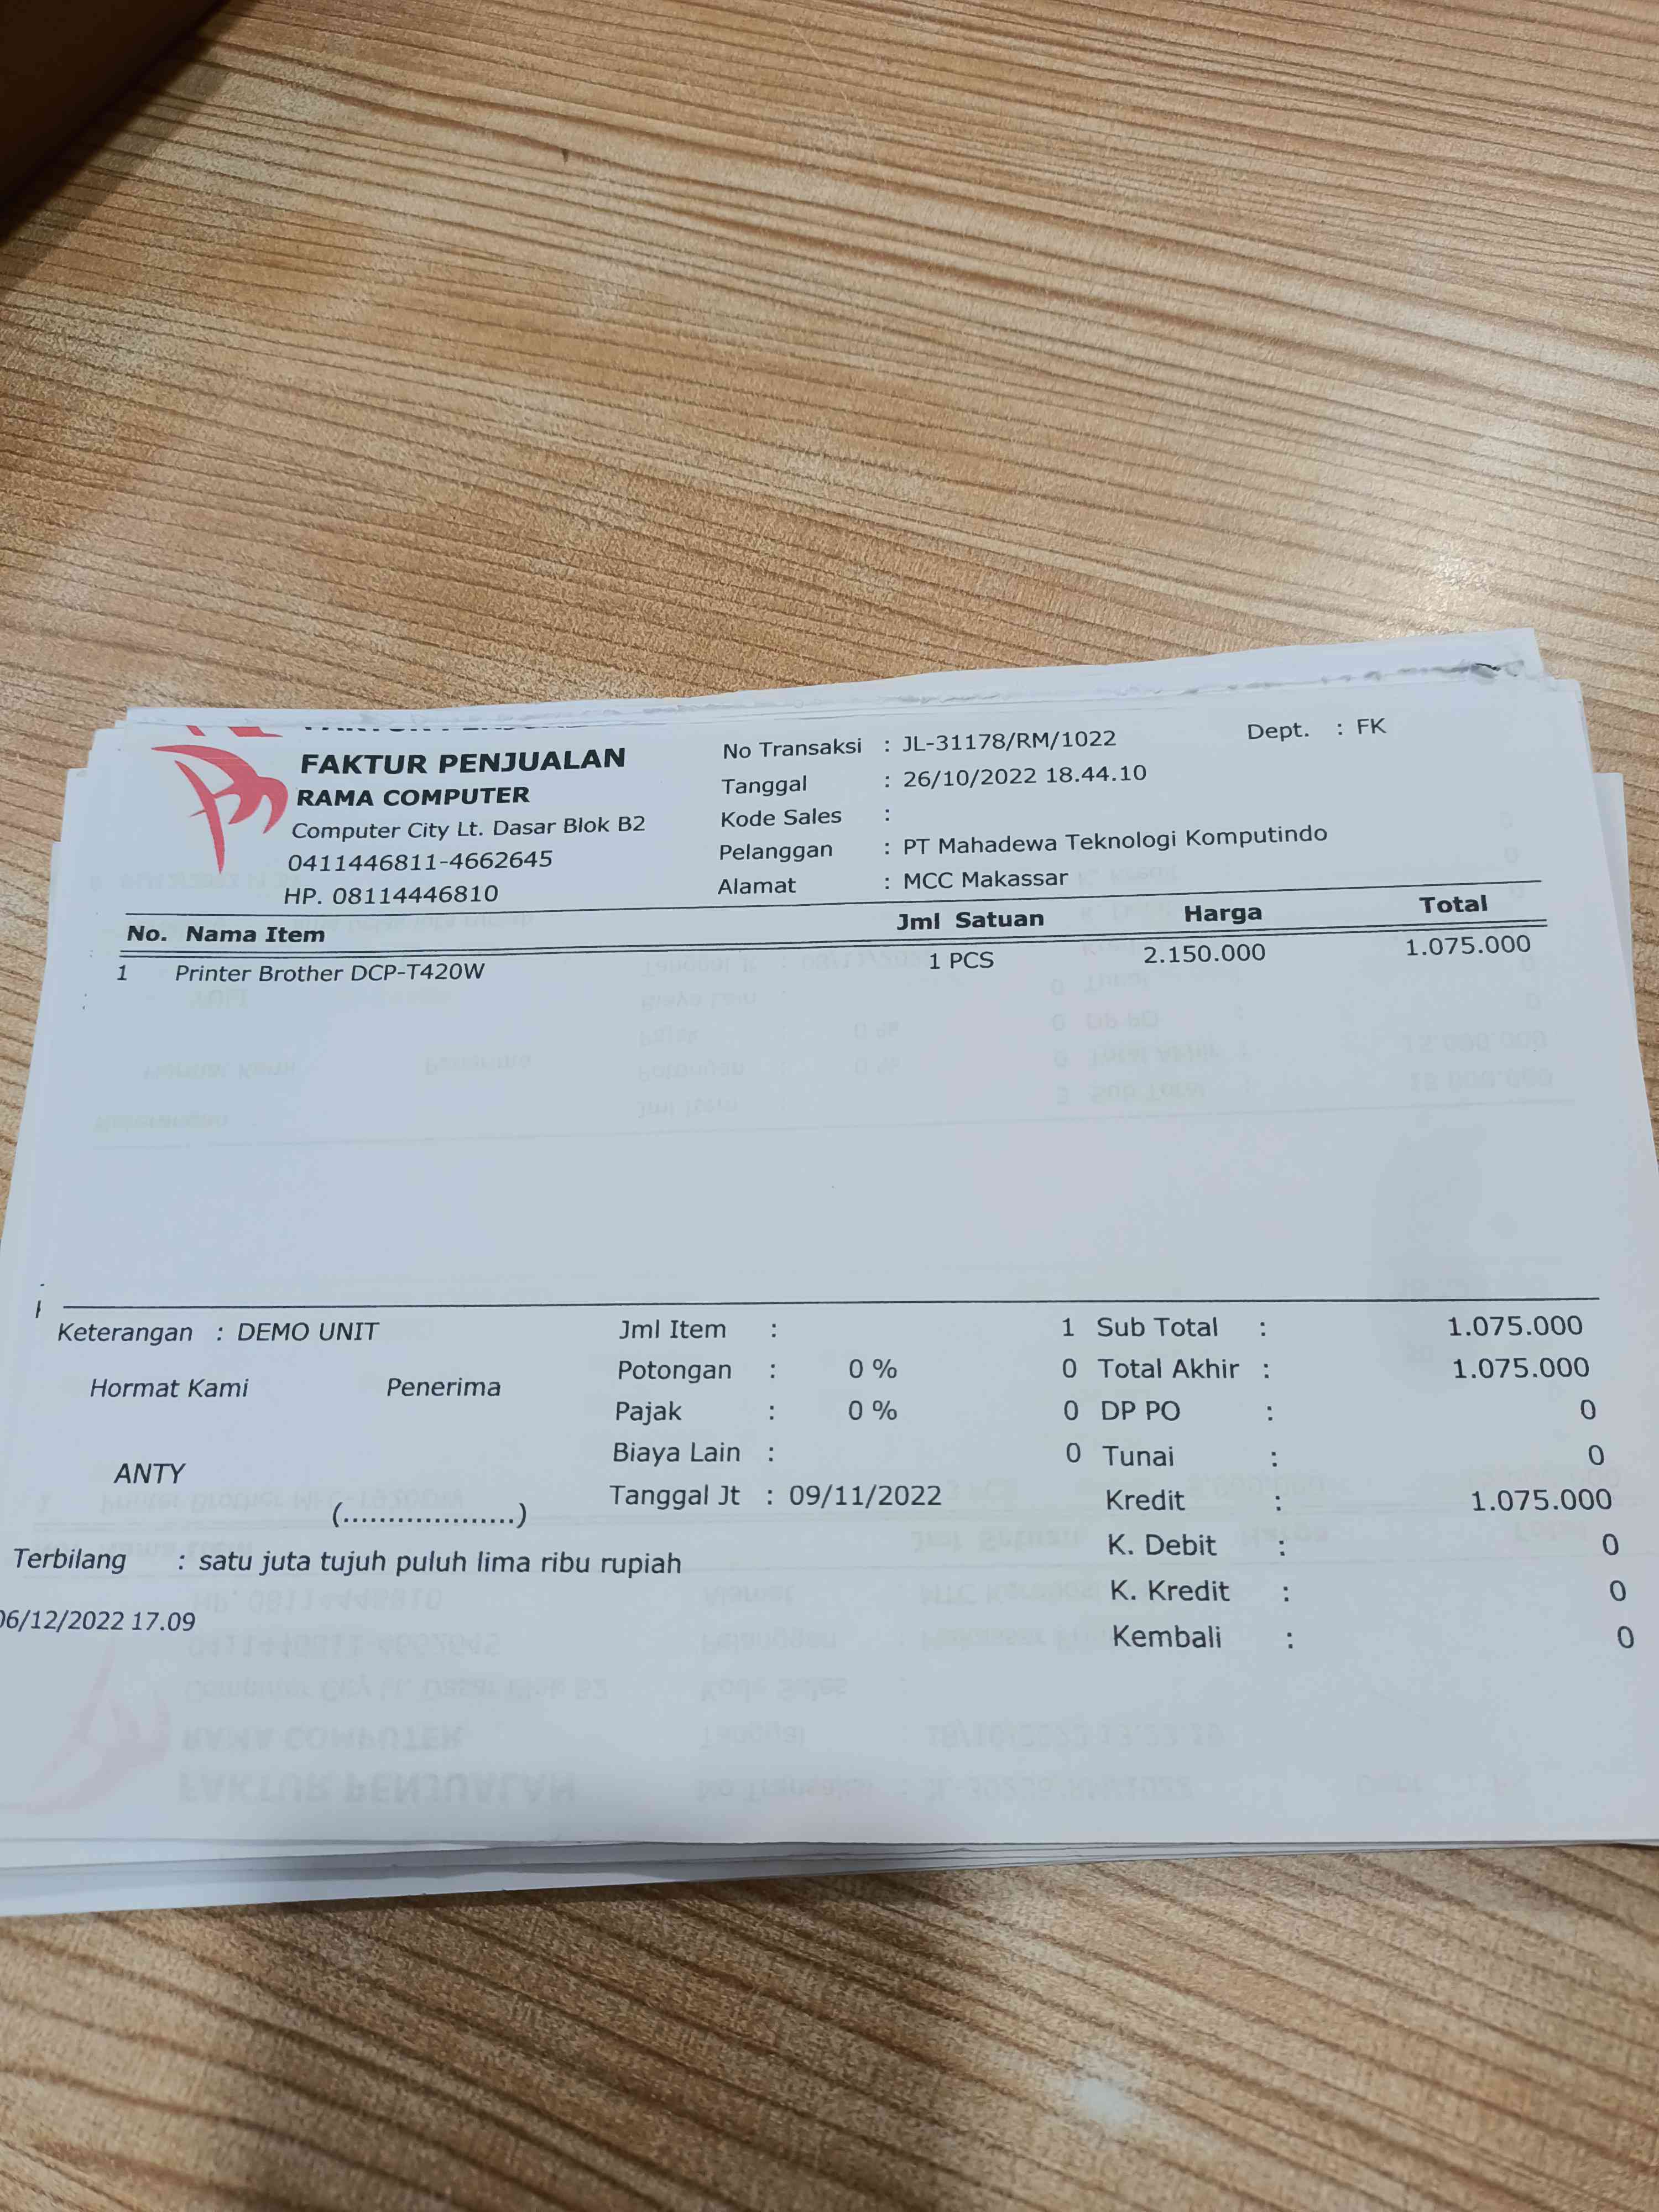 FAKTUR PENJUALAN
RAMA COMPUTER
Computer City Lt. Dasar Blok B2
0411446811-4662645
HP. 08114446810
No Transaksi : JL-31178/RM/1022
Tanggal : 26/10/2022 18.44.10
Kode Sales :
Pelanggan : PT Mahadewa Teknologi Komputindo
Alamat : MCC Makassar
Dept. : FK
No. Nama Item Jml Satuan Harga Total
1 Printer Brother DCP-T420W 1 PCS 2.150.000 1.075.000
Keterangan : DEMO UNIT
Hormat Kami Penerima
ANTY
(...................)
Jml Item : 1
Potongan : 0 % 0
Pajak : 0 % 0
Biaya Lain : 0
Tanggal Jt : 09/11/2022
Sub Total : 1.075.000
Total Akhir : 1.075.000
DP PO : 0
Tunai : 0
Kredit : 1.075.000
K. Debit : 0
K. Kredit : 0
Kembali : 0
Terbilang : satu juta tujuh puluh lima ribu rupiah
06/12/2022 17.09